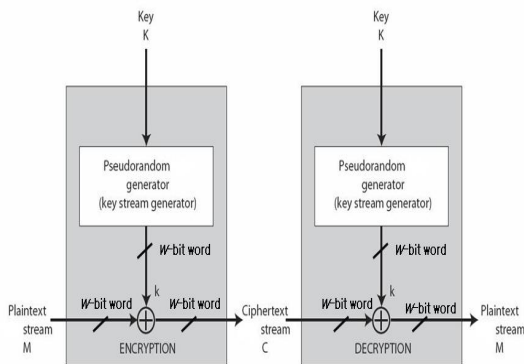 Key
K
Pseudorandom
generator
(key stream generator)
W-bit word
k
Plaintext
stream
M
W-bit word
W-bit word
ENCRYPTION
Ciphertext
stream
C
Key
K
Pseudorandom
generator
(key stream generator)
W-bit word
k
W-bit word
W-bit word
DECRYPTION
Plaintext
stream
M